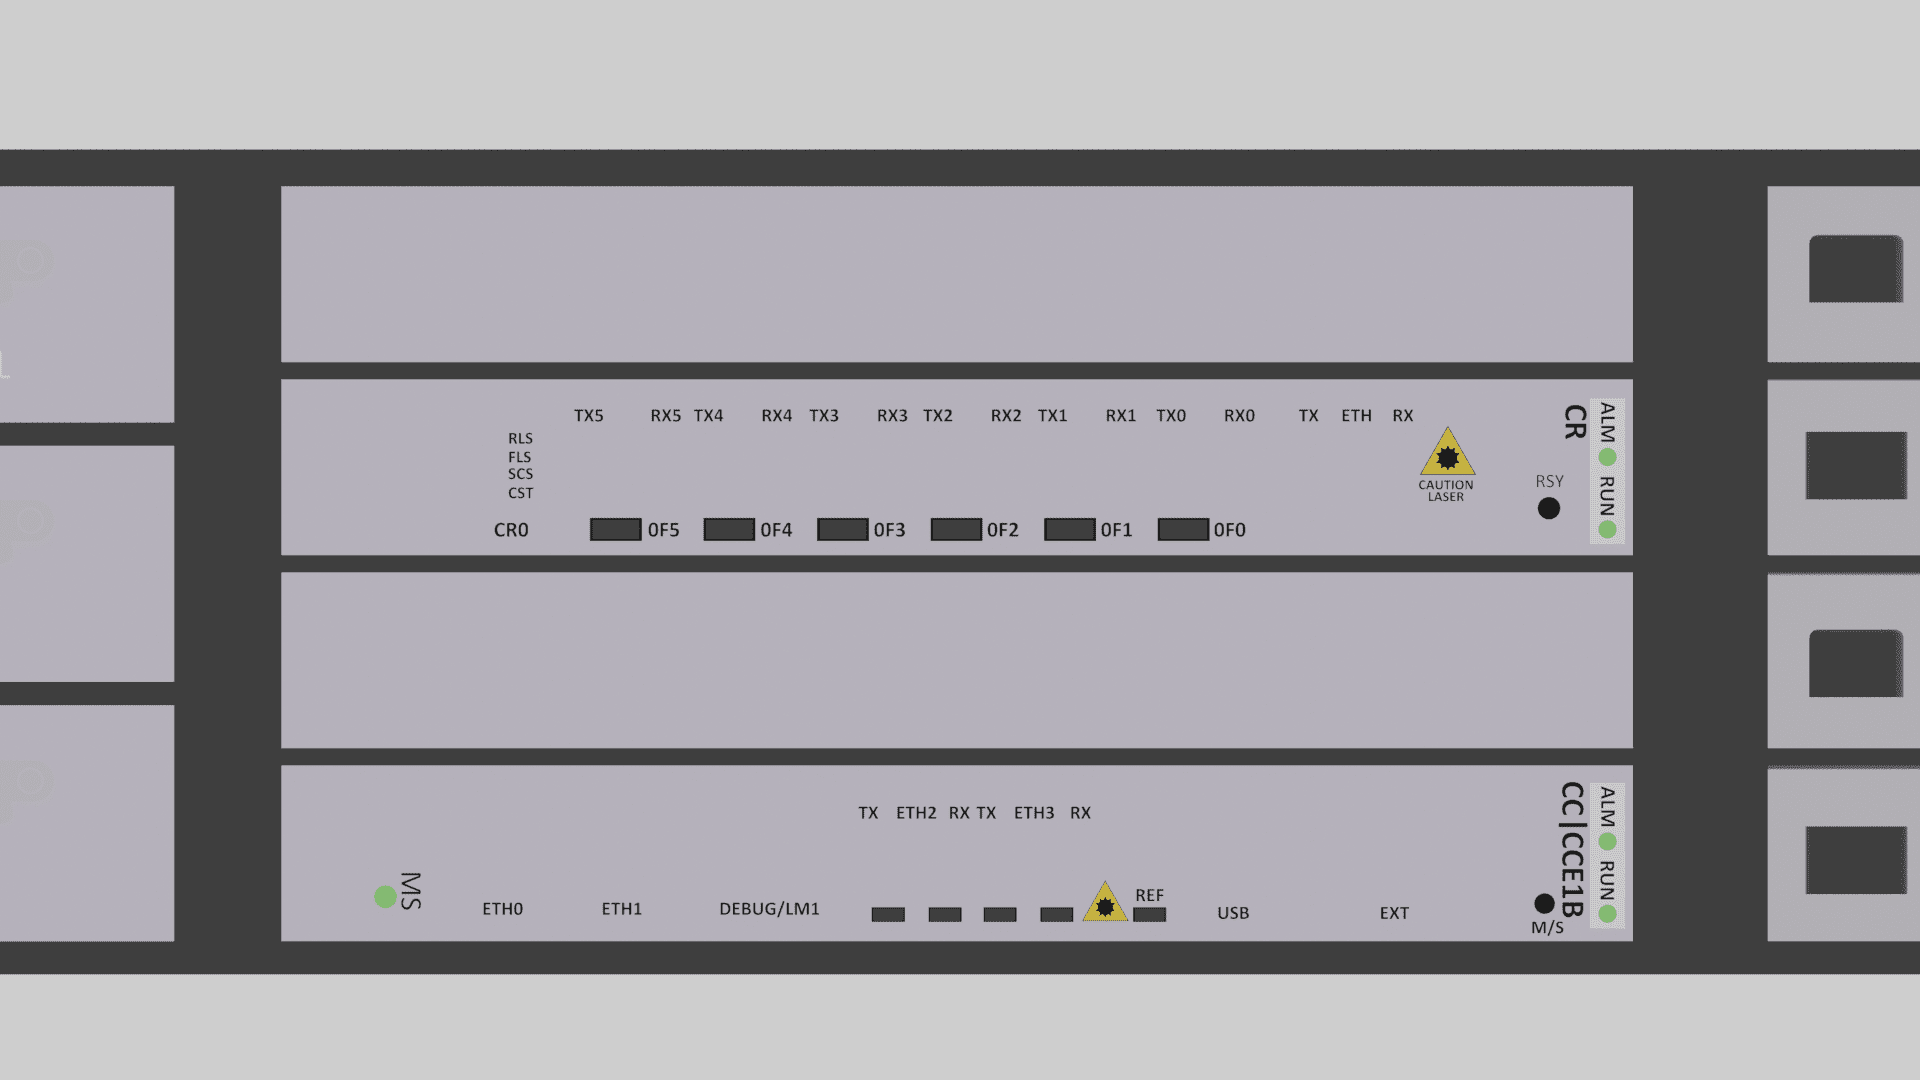 TX5 RX5 TX4 RX4 TX3 RX3 TX2 RX2 TX1 RX1 TX0 RX0 TX ETH RX
RLS
FLS
SCS
CST
CR0 0F5 0F4 0F3 0F2 0F1 0F0
CAUTION
LASER
RSY
CR
ALM RUN
TX ETH2 RX TX ETH3 RX
MS
ETH0 ETH1 DEBUG/LM1
REF
USB EXT
M/S
CC|CCE1B
ALM RUN